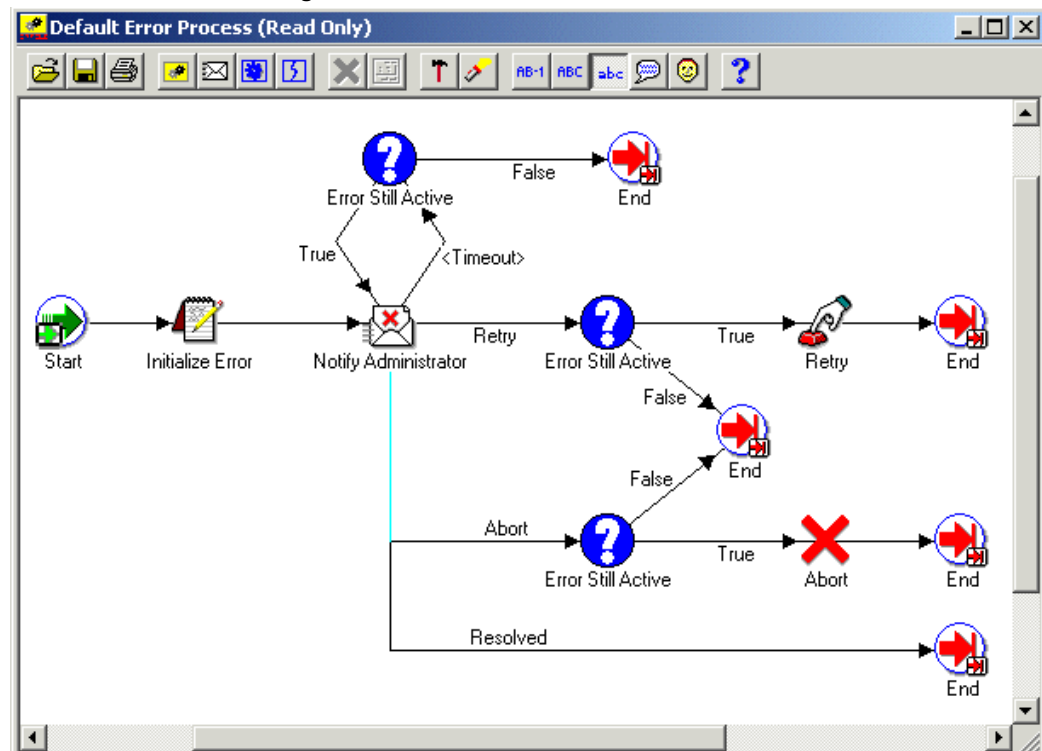 Default Error Process (Read Only)
AB-1 ABC abc ?
Error Still Active
False
End
True
<Timeout>
Start
Initialize Error
Notify Administrator
Retry
Error Still Active
True
Retry
End
False
End
False
Abort
Error Still Active
True
Abort
End
Resolved
End